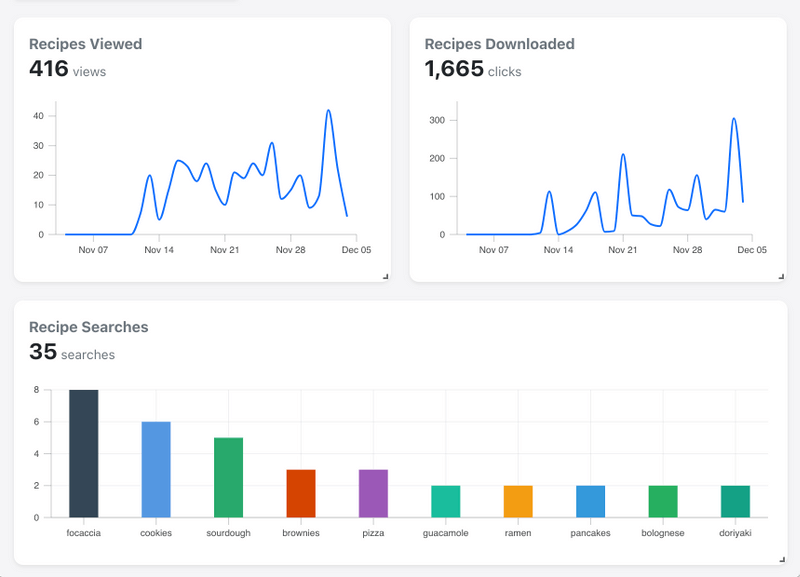 Recipes Viewed
416 views
40
30
20
10
0
Nov 07 Nov 14 Nov 21 Nov 28 Dec 05
Recipes Downloaded
1,665 clicks
300
200
100
0
Nov 07 Nov 14 Nov 21 Nov 28 Dec 05
Recipe Searches
35 searches
8
6
4
2
0
focaccia cookies sourdough brownies pizza guacamole ramen pancakes bolognese doriyaki